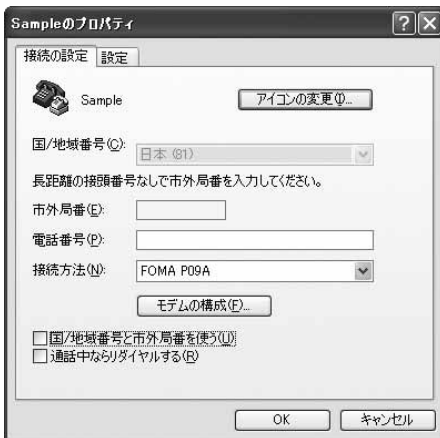 Sampleのプロパティ
接続の設定 設定
Sample
アイコンの変更(I)...
国/地域番号(C):
日本 (81)
長距離の接頭番号なしで市外局番を入力してください。
市外局番(E):
電話番号(P):
接続方法(N):
FOMA P09A
モデムの構成(F)...
国/地域番号と市外局番を使う(U)
通話中ならリダイヤルする(R)
OK キャンセル